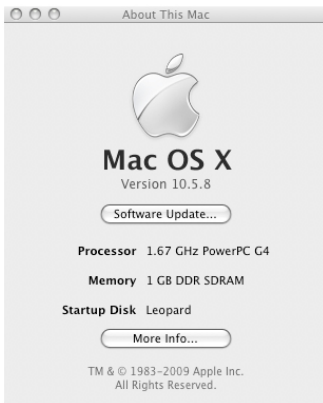 About This Mac
Mac OS X
Version 10.5.8
Software Update...
Processor 1.67 GHz PowerPC G4
Memory 1 GB DDR SDRAM
Startup Disk Leopard
More Info...
TM & © 1983-2009 Apple Inc.
All Rights Reserved.